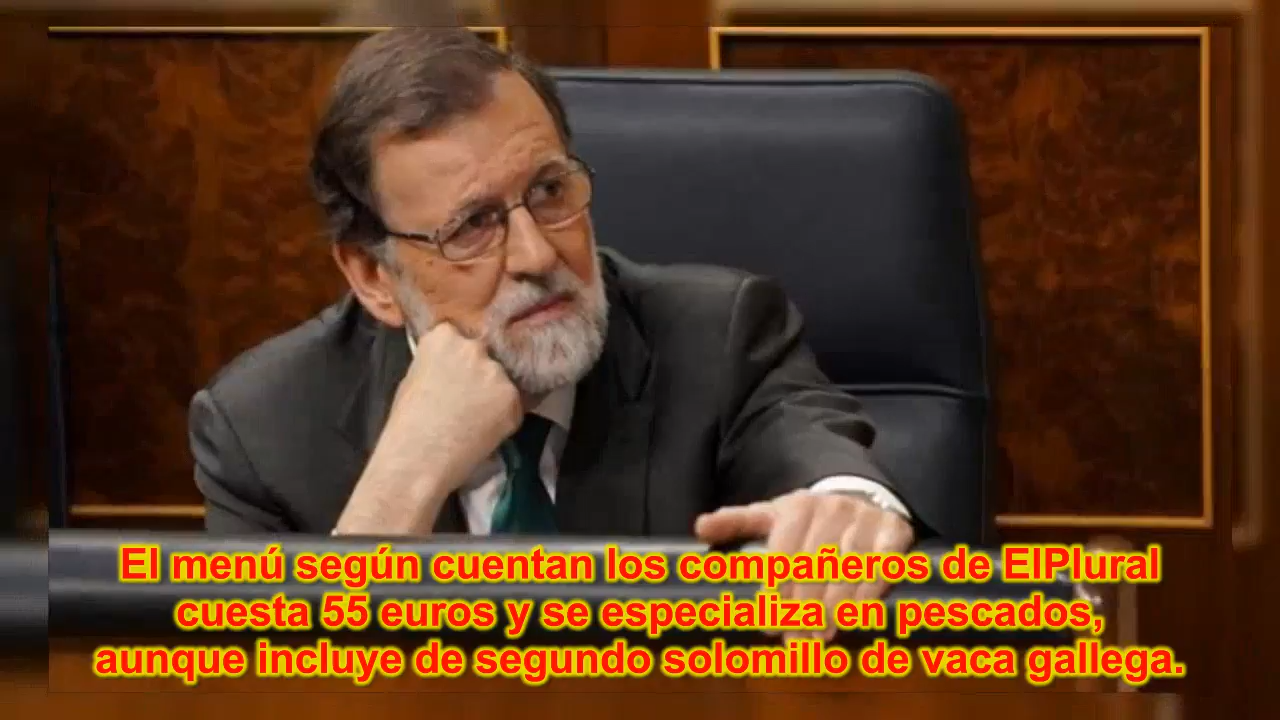 El menú según cuentan los compañeros de ElPlural
cuesta 55 euros y se especializa en pescados,
aunque incluye de segundo solomillo de vaca gallega.